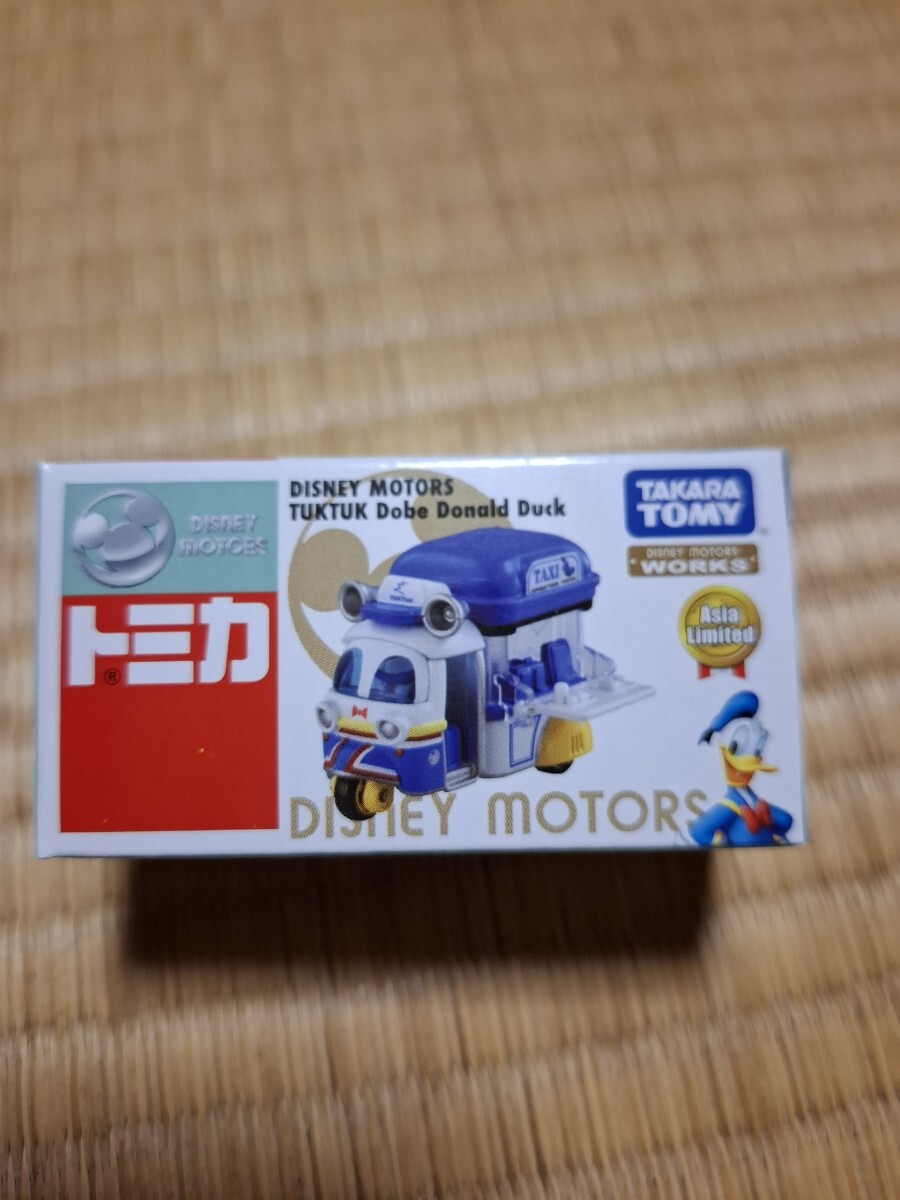 DISNEY MOTORS
TUKTUK Dobe Donald Duck
TAKARA
TOMY
DISNEY MOTORS
WORKS
Asia
Limited
DISNEY
MOTORS
トミカ
®
TAXI
TUKTUK
DISNEY MOTORS